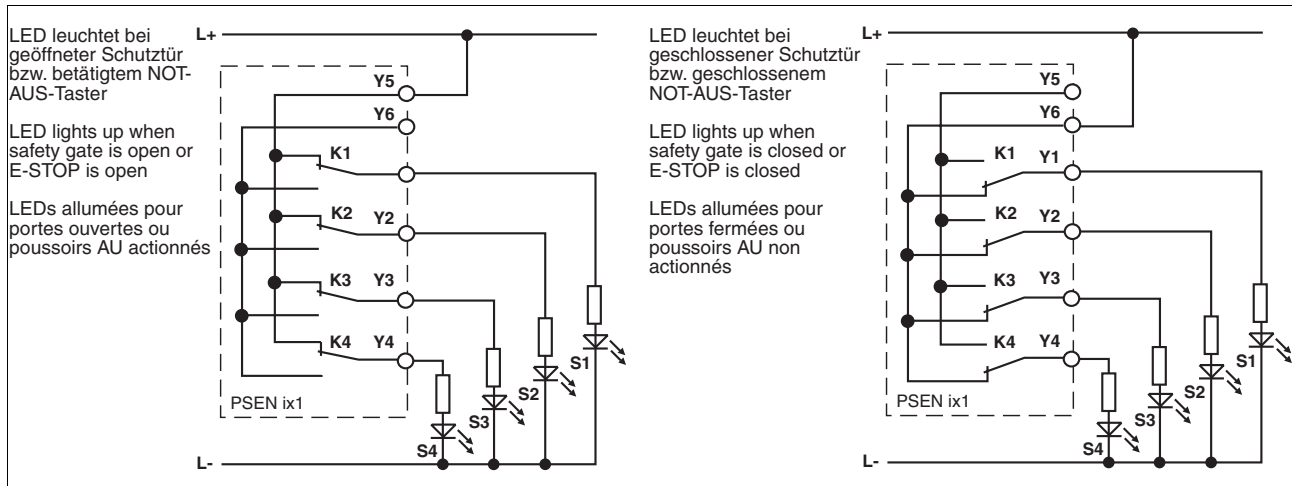 LED leuchtet bei
geöffneter Schutztür
bzw. betätigtem NOT-
AUS-Taster
LED lights up when
safety gate is open or
E-STOP is open
LEDs allumées pour
portes ouvertes ou
poussoirs AU actionnés
L+
Y5
Y6
K1
K2 Y2
K3 Y3
K4 Y4
PSEN ix1
S1
S2
S3
S4
L-
LED leuchtet bei
geschlossener Schutztür
bzw. geschlossenem
NOT-AUS-Taster
LED lights up when
safety gate is closed or
E-STOP is closed
LEDs allumées pour
portes fermées ou
poussoirs AU non
actionnés
L+
Y5
Y6
K1 Y1
K2 Y2
K3 Y3
K4 Y4
PSEN ix1
S1
S2
S3
S4
L-